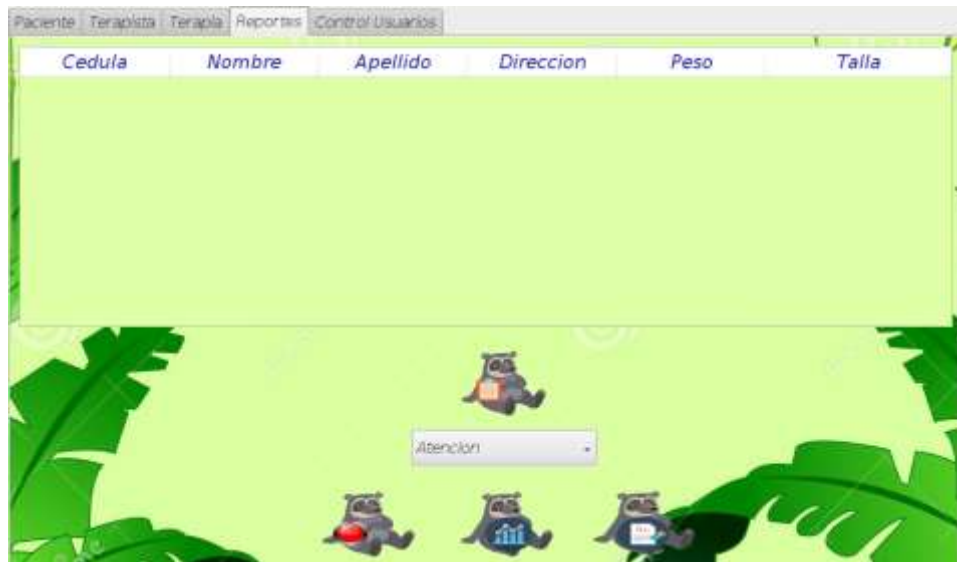 Paciente Terapista Terapia Reportes Control Usuarios
Cedula Nombre Apellido Direccion Peso Talla
Atencion